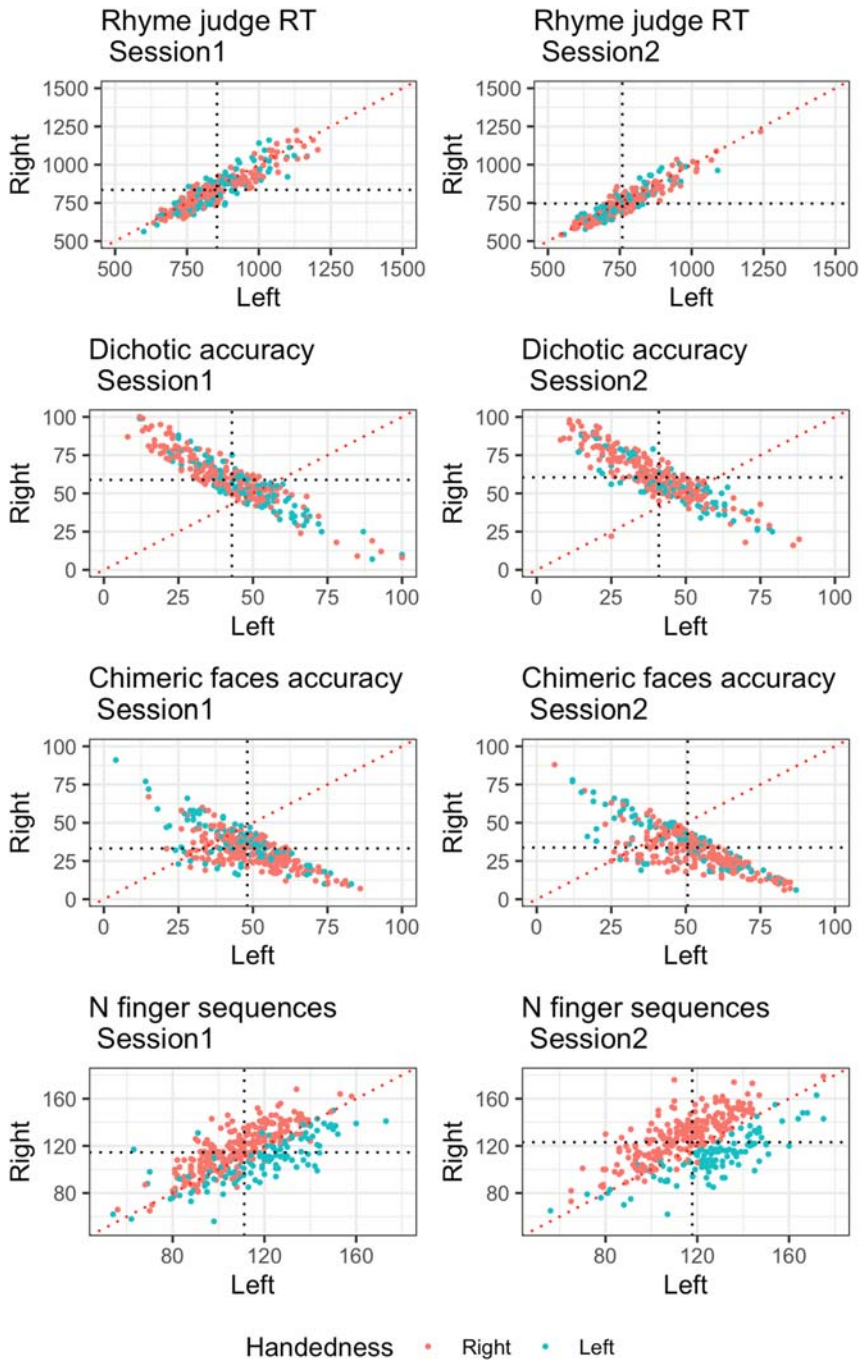 Rhyme judge RT
Session1
1500
1250
1000
750
500
Right
500 750 1000 1250 1500
Left
Rhyme judge RT
Session2
1500
1250
1000
750
500
Right
500 750 1000 1250 1500
Left
Dichotic accuracy
Session1
100
75
50
25
0
Right
0 25 50 75 100
Left
Dichotic accuracy
Session2
100
75
50
25
0
Right
0 25 50 75 100
Left
Chimeric faces accuracy
Session1
100
75
50
25
0
Right
0 25 50 75 100
Left
Chimeric faces accuracy
Session2
100
75
50
25
0
Right
0 25 50 75 100
Left
N finger sequences
Session1
160
120
80
Right
80 120 160
Left
N finger sequences
Session2
160
120
80
Right
80 120 160
Left
Handedness Right Left